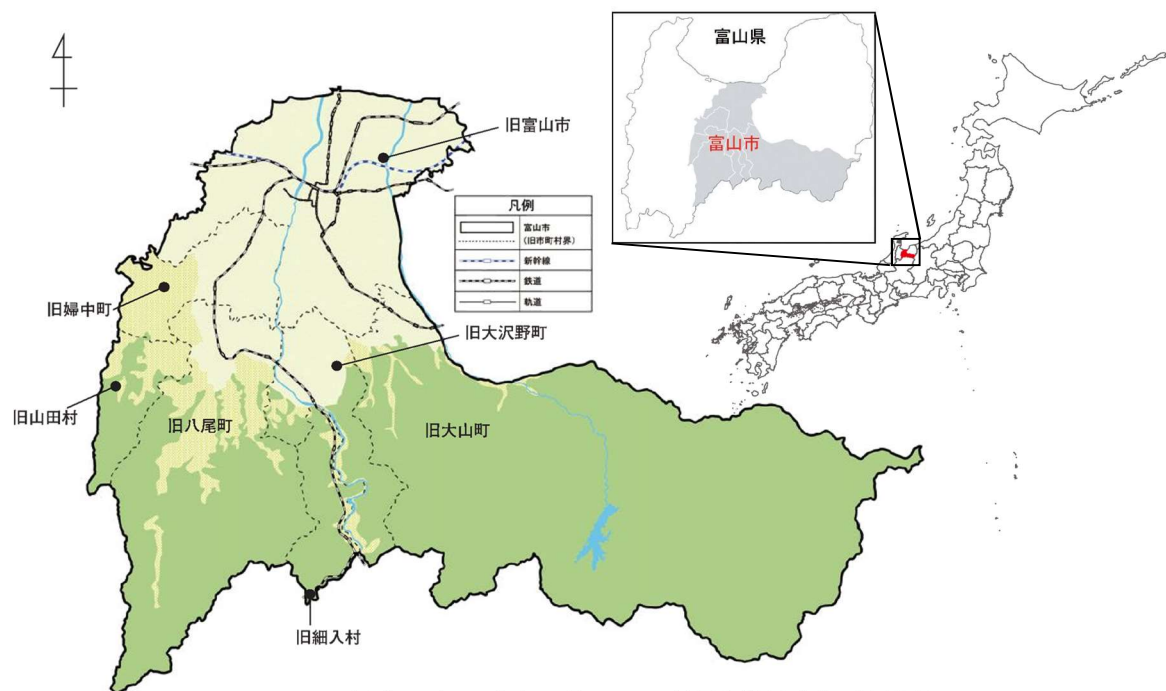 富山県
富山市
旧富山市
凡例
富山市
(旧市町村界)
新幹線
鉄道
軌道
旧婦中町
旧大沢野町
旧山田村
旧八尾町
旧大山町
旧細入村